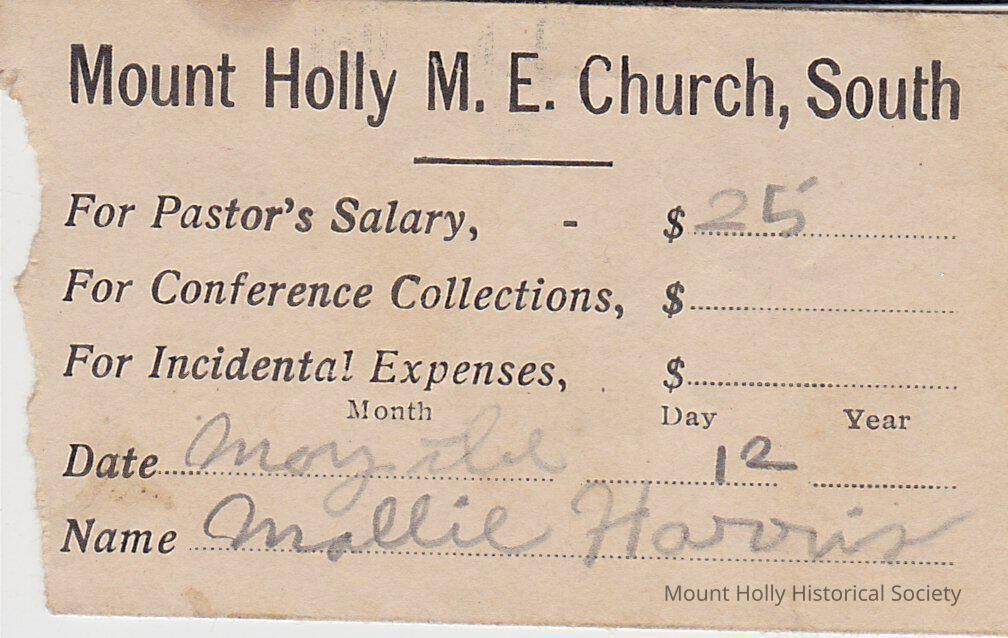 Mount Holly M. E. Church, South
For Pastor's Salary, - $ 25
For Conference Collections, $
For Incidental Expenses, $
Month Day Year
Date 12
Name Mollie Harris
Mount Holly Historical Society